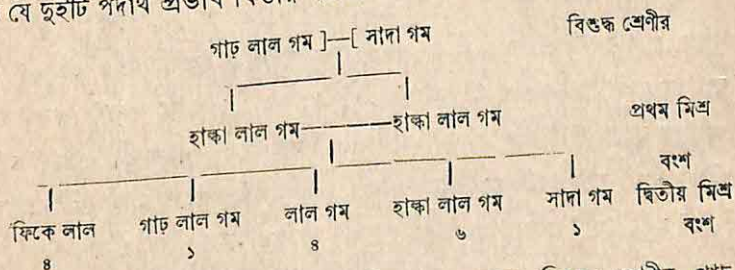 যে দুইটি পদার্থ প্রভাব
গাঢ় লাল গম ]—[ সাদা গম বিশুদ্ধ শ্রেণীর
হাল্কা লাল গম———হাল্কা লাল গম প্রথম মিশ্র
বংশ
ফিকে লাল গাঢ় লাল গম লাল গম হাল্কা লাল গম সাদা গম দ্বিতীয় মিশ্র
৪ ১ ৪ ৬ ১ বংশ